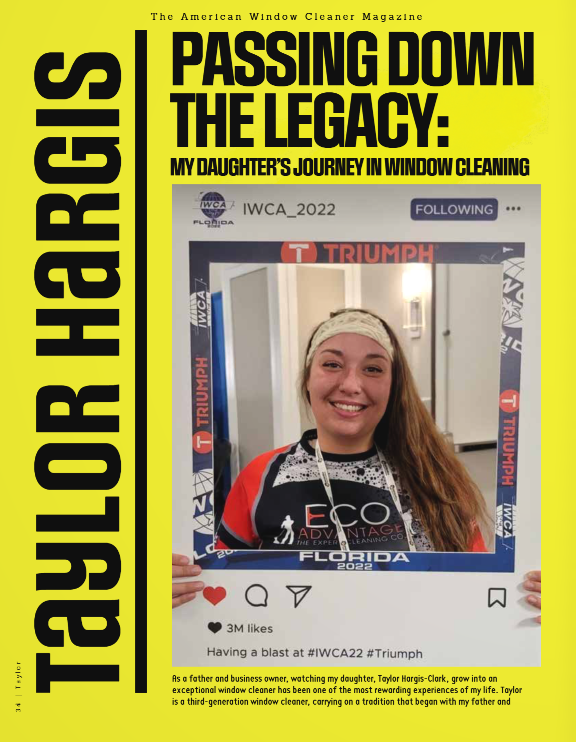 The American Window Cleaner Magazine
TaYLOR HaRGIS
PASSING DOWN
THE LEGACY:
MY DAUGHTER'S JOURNEY IN WINDOW CLEANING
IWCA
FLORIDA
2022
IWCA_2022
FOLLOWING
TRIUMPH
IWCA
TRIUMPH
TRIUMPH
IWCA
ECO
ADVANTAGE
THE EXPERT CLEANING CO
FLORIDA
2022
3M likes
Having a blast at #IWCA22 #Triumph
As a father and business owner, watching my daughter, Taylor Hargis-Clark, grow into an
exceptional window cleaner has been one of the most rewarding experiences of my life. Taylor
is a third-generation window cleaner, carrying on a tradition that began with my father and
34 | Taylor